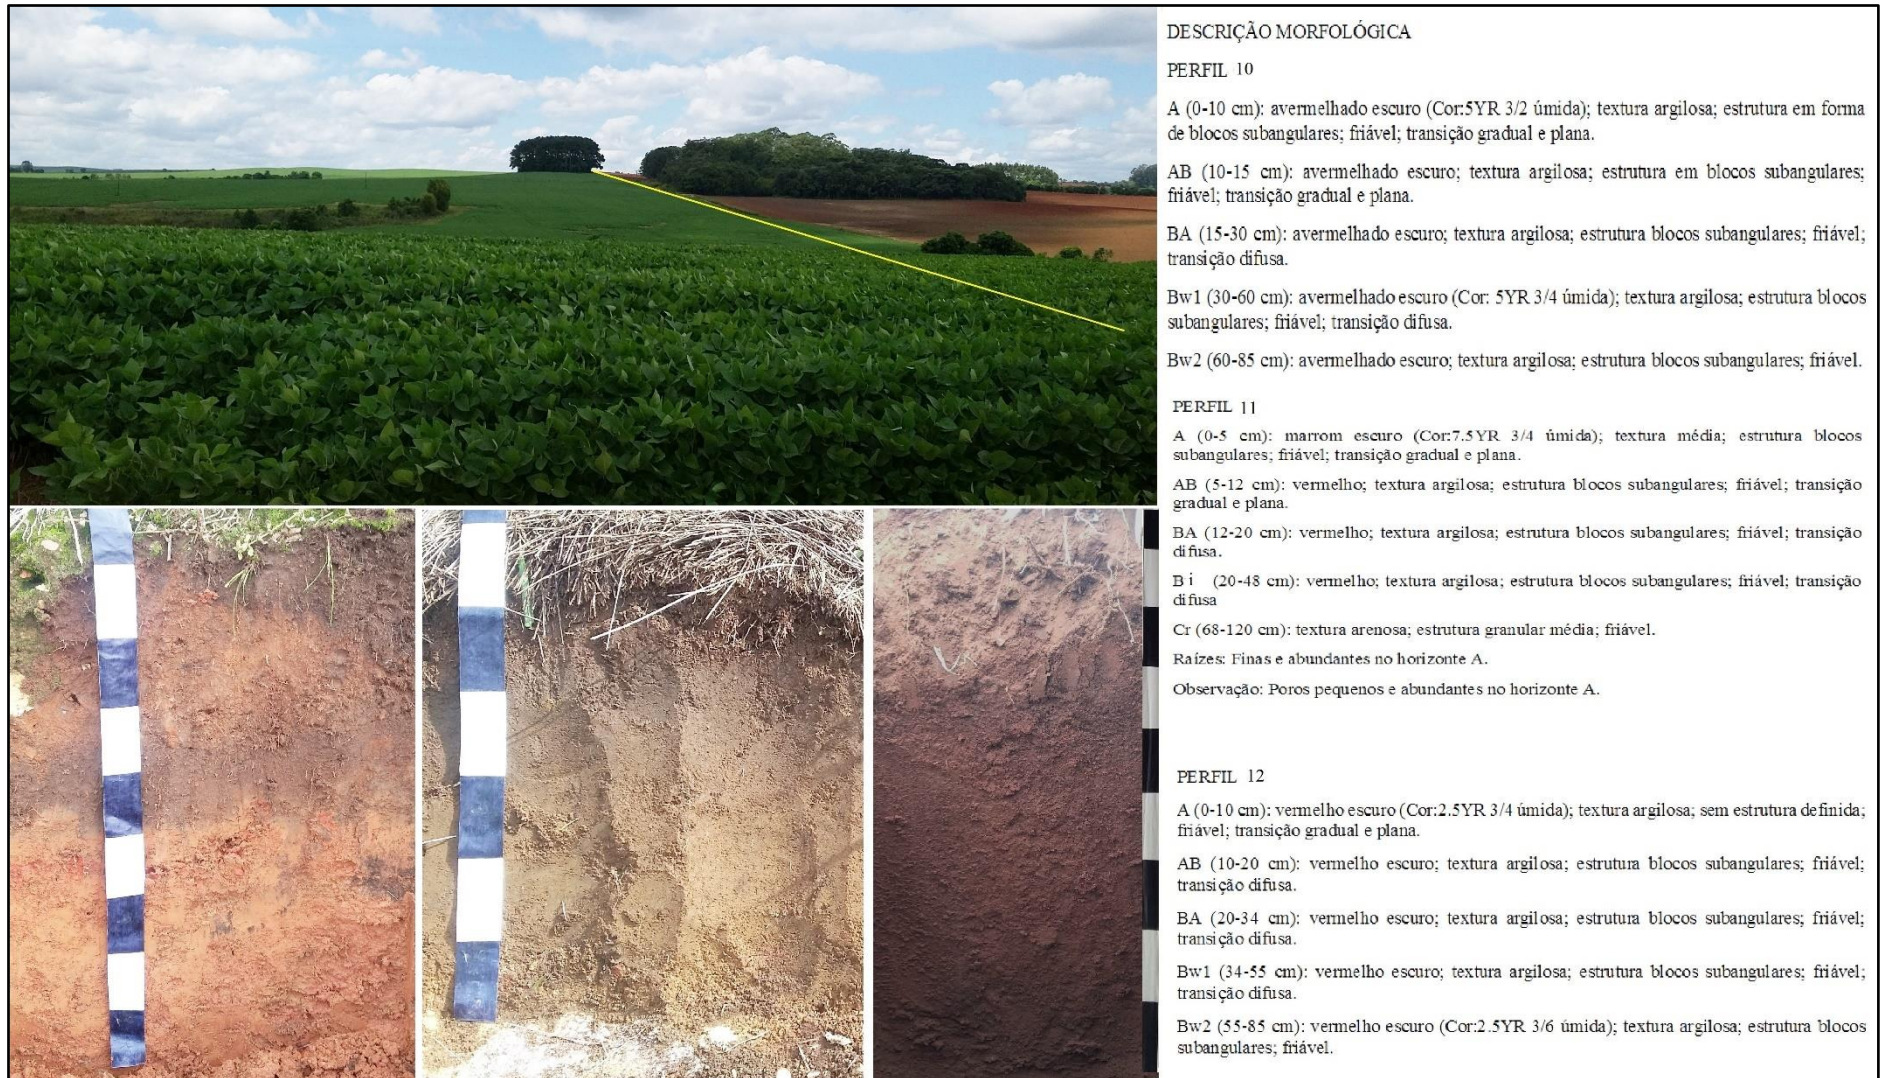 DESCRIÇÃO MORFOLÓGICA
PERFIL 10
A (0-10 cm): avermelhado escuro (Cor:5YR 3/2 úmida); textura argilosa; estrutura em forma
de blocos subangulares; friável; transição gradual e plana.
AB (10-15 cm): avermelhado escuro; textura argilosa; estrutura em blocos subangulares;
friável; transição gradual e plana.
BA (15-30 cm): avermelhado escuro; textura argilosa; estrutura blocos subangulares; friável;
transição difusa.
Bw1 (30-60 cm): avermelhado escuro (Cor: 5YR 3/4 úmida); textura argilosa; estrutura blocos
subangulares; friável; transição difusa.
Bw2 (60-85 cm): avermelhado escuro; textura argilosa; estrutura blocos subangulares; friável.
PERFIL 11
A (0-5 cm): marrom escuro (Cor:7.5YR 3/4 úmida); textura média; estrutura blocos
subangulares; friável; transição gradual e plana.
AB (5-12 cm): vermelho; textura argilosa; estrutura blocos subangulares; friável; transição
gradual e plana.
BA (12-20 cm): vermelho; textura argilosa; estrutura blocos subangulares; friável; transição
difusa.
Bi (20-48 cm): vermelho; textura argilosa; estrutura blocos subangulares; friável; transição
difusa
Cr (68-120 cm): textura arenosa; estrutura granular média; friável.
Raízes: Finas e abundantes no horizonte A.
Observação: Poros pequenos e abundantes no horizonte A.
PERFIL 12
A (0-10 cm): vermelho escuro (Cor:2.5YR 3/4 úmida); textura argilosa; sem estrutura definida;
friável; transição gradual e plana.
AB (10-20 cm): vermelho escuro; textura argilosa; estrutura blocos subangulares; friável;
transição difusa.
BA (20-34 cm): vermelho escuro; textura argilosa; estrutura blocos subangulares; friável;
transição difusa.
Bw1 (34-55 cm): vermelho escuro; textura argilosa; estrutura blocos subangulares; friável;
transição difusa.
Bw2 (55-85 cm): vermelho escuro (Cor:2.5YR 3/6 úmida); textura argilosa; estrutura blocos
subangulares; friável.